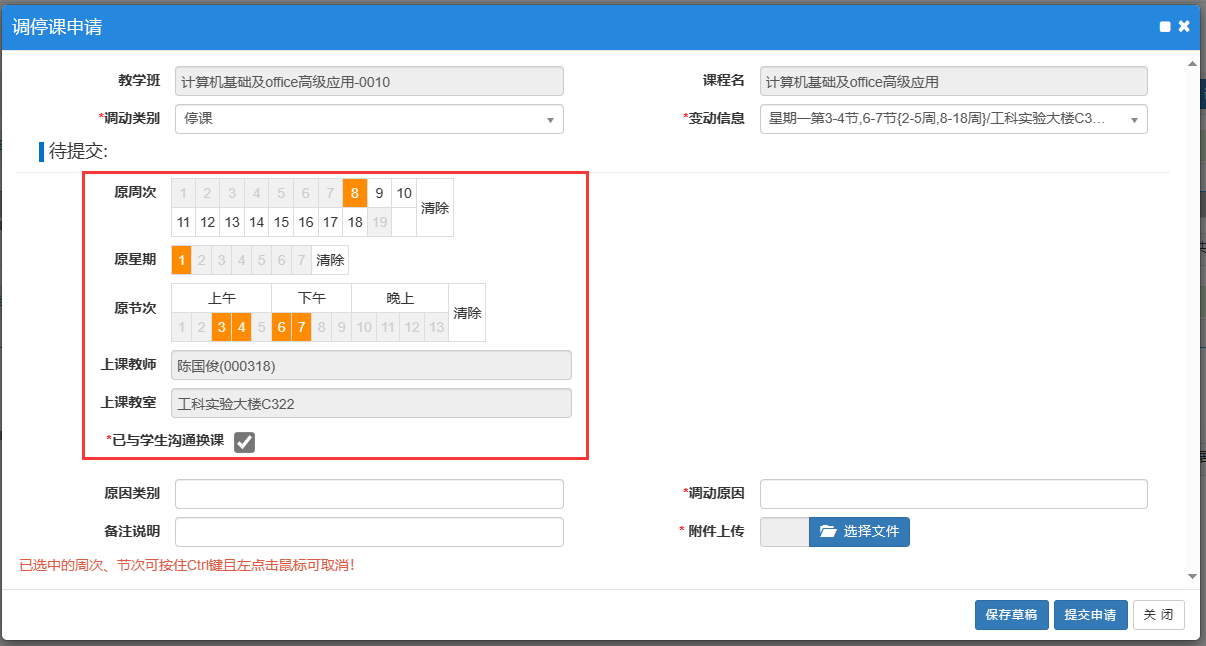 调停课申请
教学班 计算机基础及office高级应用-0010 课程名 计算机基础及office高级应用
*调动类别 停课 *变动信息 星期一第3-4节,6-7节{2-5周,8-18周}/工科实验大楼C3...
待提交:
原周次 1 2 3 4 5 6 7 8 9 10 清除
11 12 13 14 15 16 17 18 19
原星期 1 2 3 4 5 6 7 清除
上午 下午 晚上
原节次 清除
1 2 3 4 5 6 7 8 9 10 11 12 13
上课教师 陈国俊(000318)
上课教室 工科实验大楼C322
*已与学生沟通换课
原因类别 *调动原因
备注说明 * 附件上传 选择文件
已选中的周次、节次可按住Ctrl键且左点击鼠标可取消!
保存草稿 提交申请 关 闭